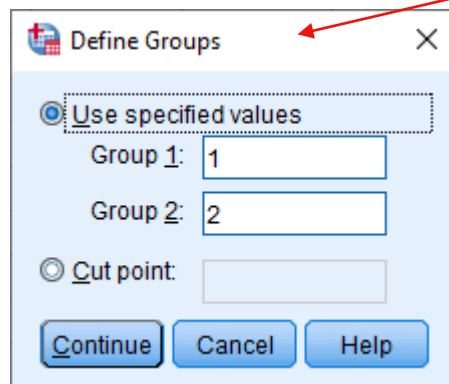 Define Groups
Use specified values
Group 1: 1
Group 2: 2
Cut point:
Continue Cancel Help